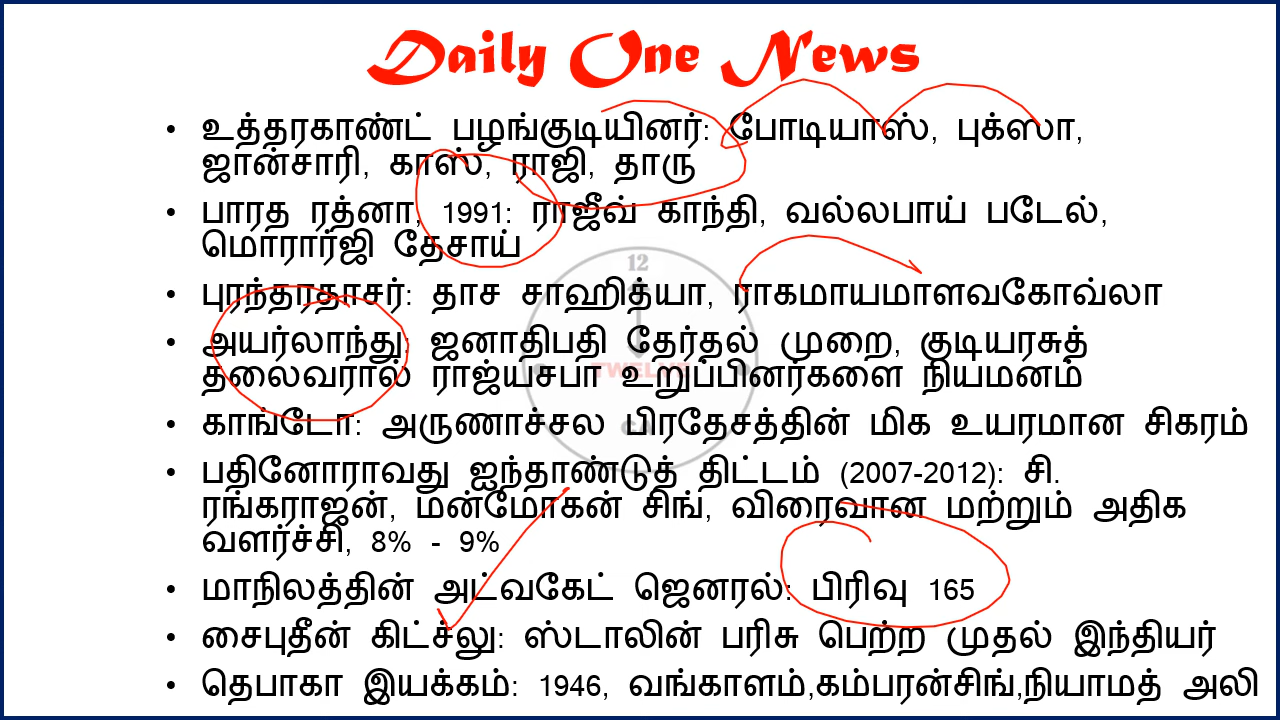 Daily One News
• உத்தரகாண்ட் பழங்குடியினர்: போடியாஸ், புக்ஸா,
ஜான்சாரி, காஸ், ராஜி, தாரு
• பாரத ரத்னா, 1991: ராஜீவ் காந்தி, வல்லபாய் படேல்,
மொரார்ஜி தேசாய்
12
• புரந்தரதாசர்: தாச சாஹித்யா, ராகமாயமாளவகோவ்லா
• அயர்லாந்து: ஜனாதிபதி தேர்தல் முறை, குடியரசுத்
தலைவரால் ராஜ்யசபா உறுப்பினர்களை நியமனம்
TWELVE
• காங்டோ: அருணாச்சல பிரதேசத்தின் மிக உயரமான சிகரம்
• பதினோராவது ஐந்தாண்டுத் திட்டம் (2007-2012): சி.
ரங்கராஜன், மன்மோகன் சிங், விரைவான மற்றும் அதிக
வளர்ச்சி, 8% - 9%
• மாநிலத்தின் அட்வகேட் ஜெனரல்: பிரிவு 165
• சைபுதீன் கிட்ச்லு: ஸ்டாலின் பரிசு பெற்ற முதல் இந்தியர்
• தெபாகா இயக்கம்: 1946, வங்காளம்,கம்பரன்சிங்,நியாமத் அலி